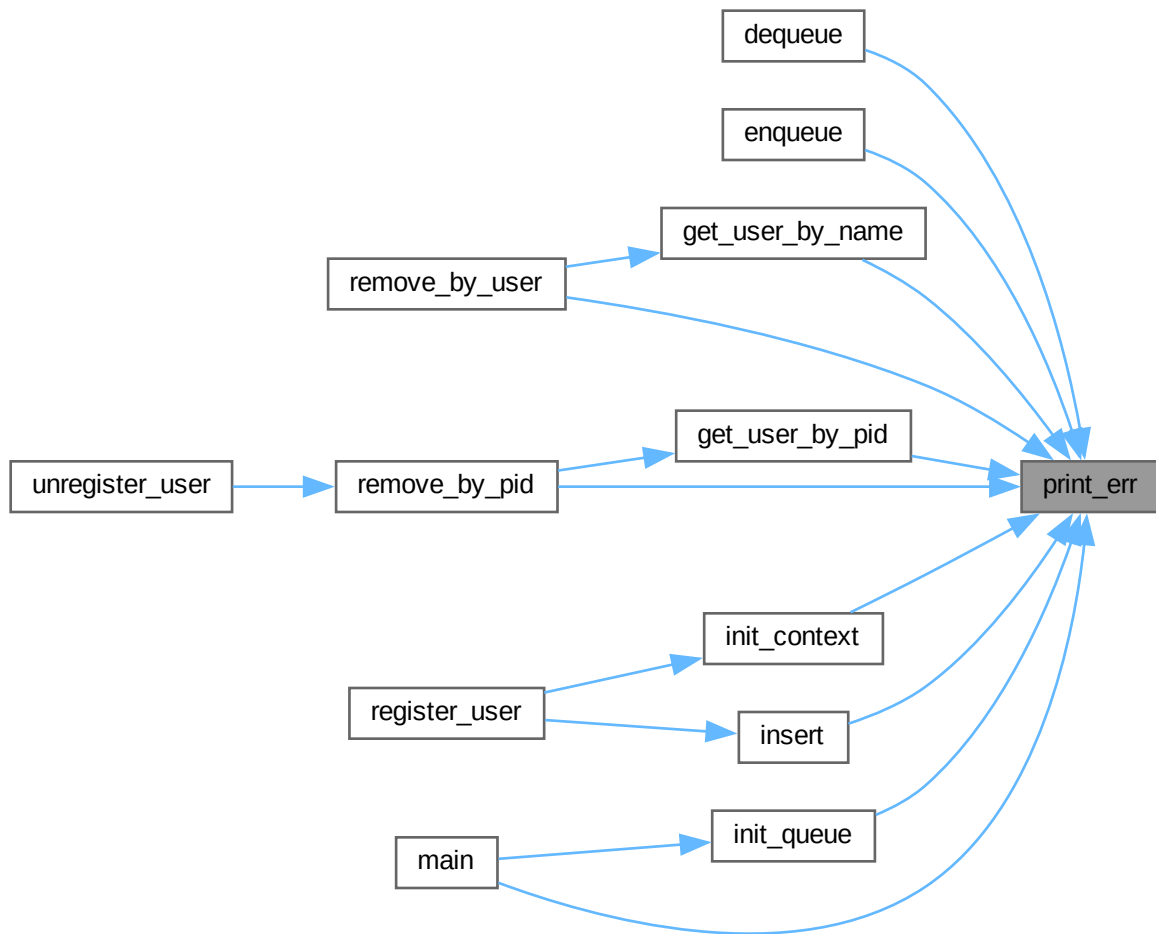 dequeue
enqueue
get_user_by_name
remove_by_user
get_user_by_pid
print_err
unregister_user
remove_by_pid
init_context
register_user
insert
init_queue
main